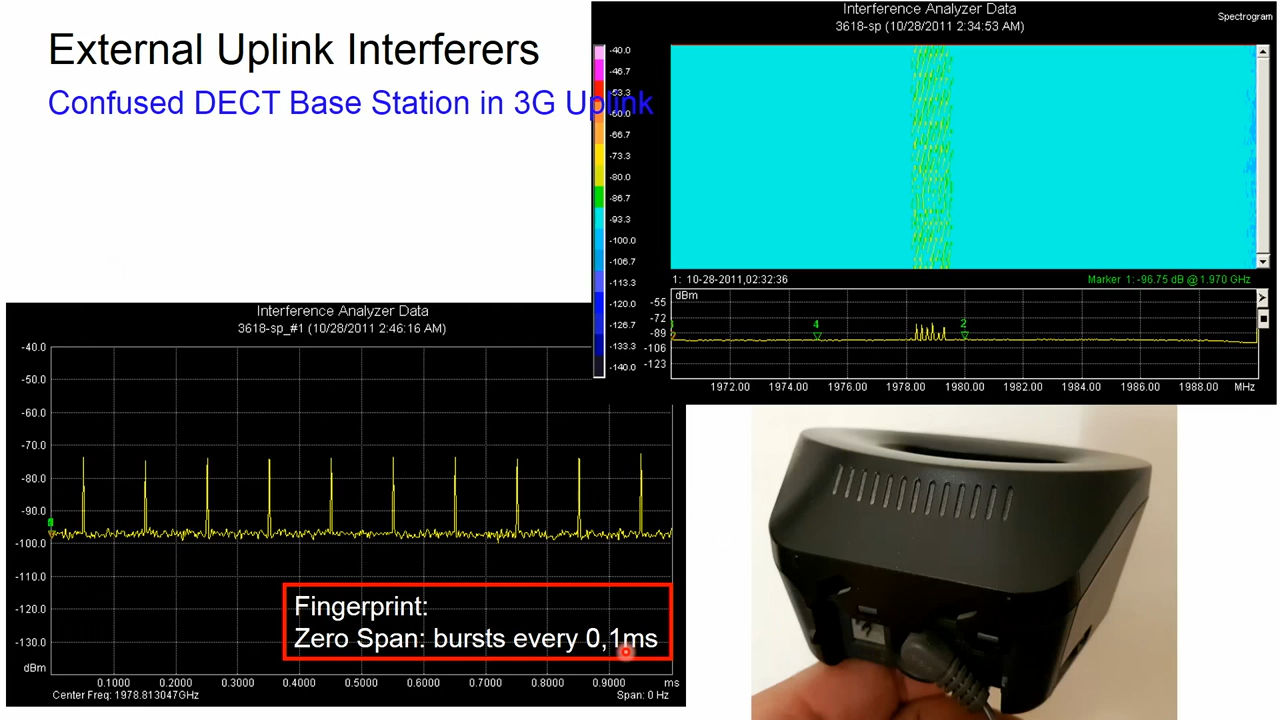 External Uplink Interferers
Confused DECT Base Station in 3G Uplink
Interference Analyzer Data
3618-sp (10/28/2011 2:34:53 AM)
Spectrogram
-40.0
-46.7
-53.3
-60.0
-66.7
-73.3
-80.0
-86.7
-93.3
-100.0
-106.7
-113.3
-120.0
-126.7
-133.3
-140.0
1: 10-28-2011,02:32:36
Marker 1: -96.75 dB @ 1.970 GHz
dBm
-55
-72
-89
-106
-123
4
2
1972.00 1974.00 1976.00 1978.00 1980.00 1982.00 1984.00 1986.00 1988.00 MHz
Interference Analyzer Data
3618-sp_#1 (10/28/2011 2:46:16 AM)
-40.0
-50.0
-60.0
-70.0
-80.0
-90.0
-100.0
-110.0
-120.0
-130.0
dBm
Fingerprint:
Zero Span: bursts every 0,1ms
0.1000 0.2000 0.3000 0.4000 0.5000 0.6000 0.7000 0.8000 0.9000 ms
Center Freq: 1978.813047GHz
Span: 0 Hz